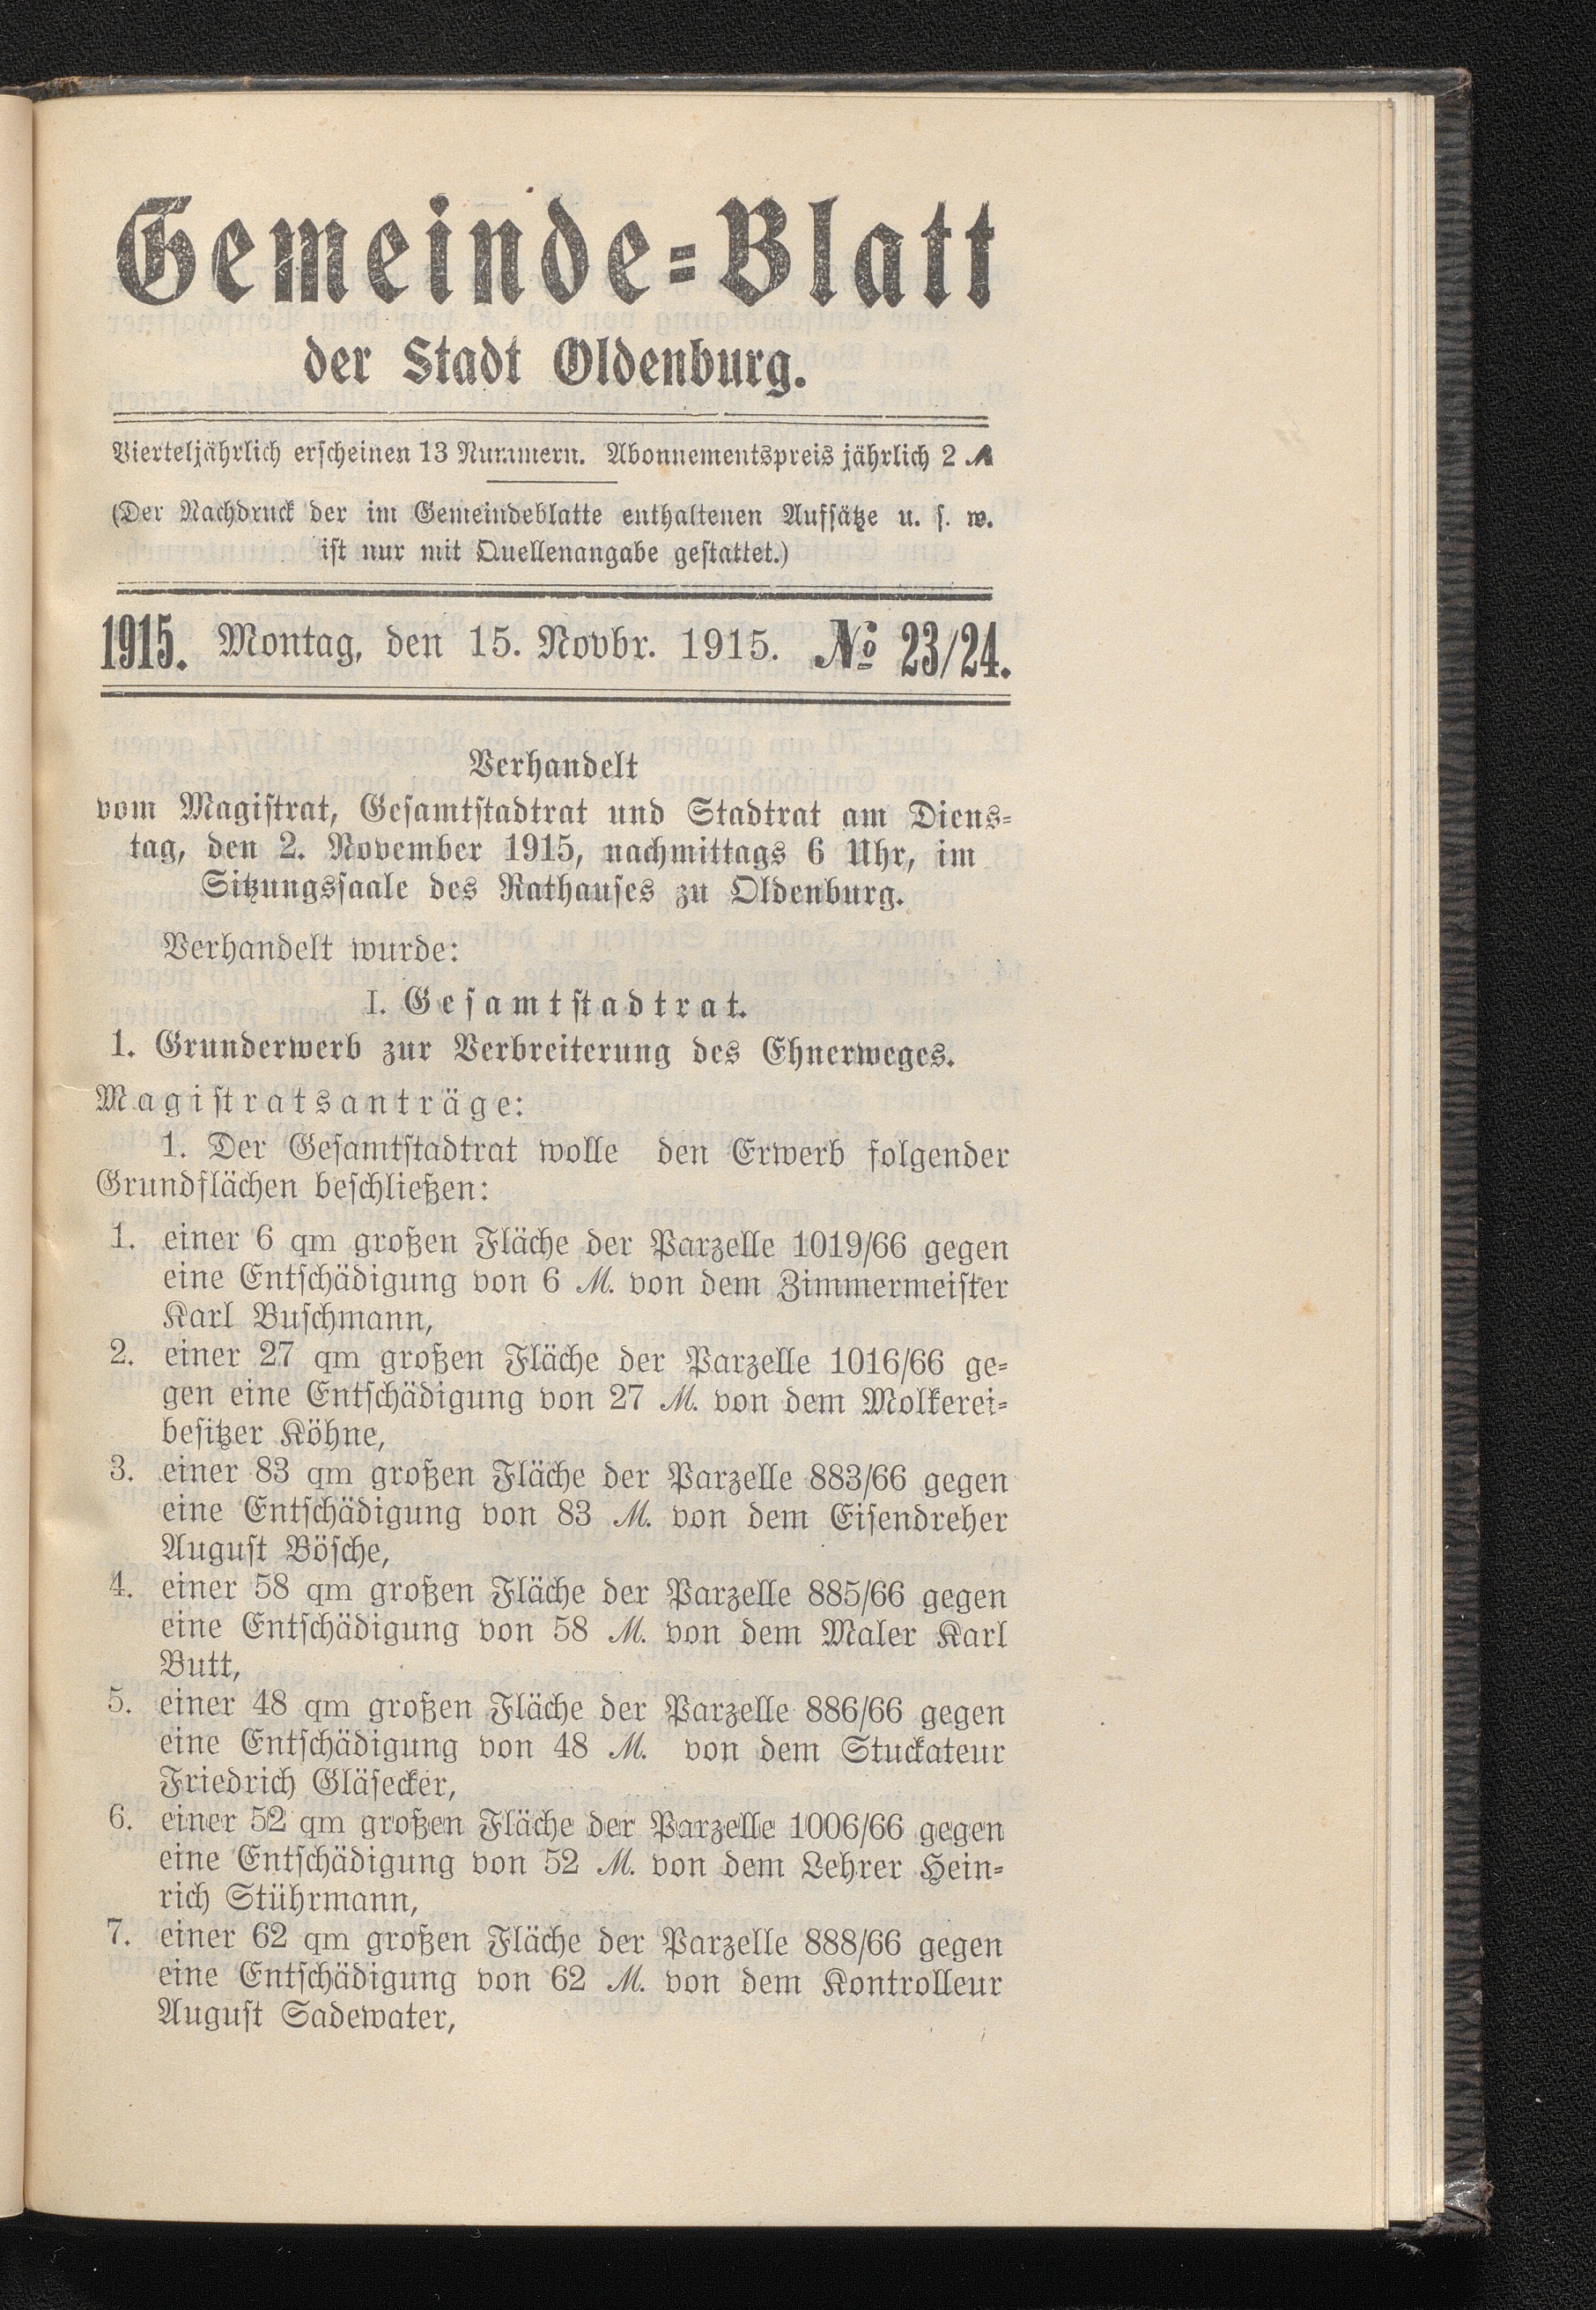 Gemeinde=Blatt
der Stadt Oldenburg.
Vierteljährlich erscheinen 13 Nummern. Abonnementspreis jährlich 2 ℳ
(Der Nachdruck der im Gemeindeblatte enthaltenen Aufsätze u. s. w.
ist nur mit Quellenangabe gestattet.)
1915. Montag, den 15. Novbr. 1915. № 23/24.
Verhandelt
vom Magistrat, Gesamtstadtrat und Stadtrat am Diens=
tag, den 2. November 1915, nachmittags 6 Uhr, im
Sitzungssaale des Rathauses zu Oldenburg.
Verhandelt wurde:
I. Gesamtstadtrat.
1. Grunderwerb zur Verbreiterung des Ehnerweges.
Magistratsanträge:
1. Der Gesamtstadtrat wolle den Erwerb folgender
Grundflächen beschließen:
1. einer 6 qm großen Fläche der Parzelle 1019/66 gegen
eine Entschädigung von 6 ℳ. von dem Zimmermeister
Karl Buschmann,
2. einer 27 qm großen Fläche der Parzelle 1016/66 ge=
gen eine Entschädigung von 27 ℳ. von dem Molkerei=
besitzer Köhne,
3. einer 83 qm großen Fläche der Parzelle 883/66 gegen
eine Entschädigung von 83 ℳ. von dem Eisendreher
August Bösche,
4. einer 58 qm großen Fläche der Parzelle 885/66 gegen
eine Entschädigung von 58 ℳ. von dem Maler Karl
Butt,
5. einer 48 qm großen Fläche der Parzelle 886/66 gegen
eine Entschädigung von 48 ℳ. von dem Stuckateur
Friedrich Gläsecker,
6. einer 52 qm großen Fläche der Parzelle 1006/66 gegen
eine Entschädigung von 52 ℳ. von dem Lehrer Hein=
rich Stührmann,
7. einer 62 qm großen Fläche der Parzelle 888/66 gegen
eine Entschädigung von 62 ℳ. von dem Kontrolleur
August Sadewater,